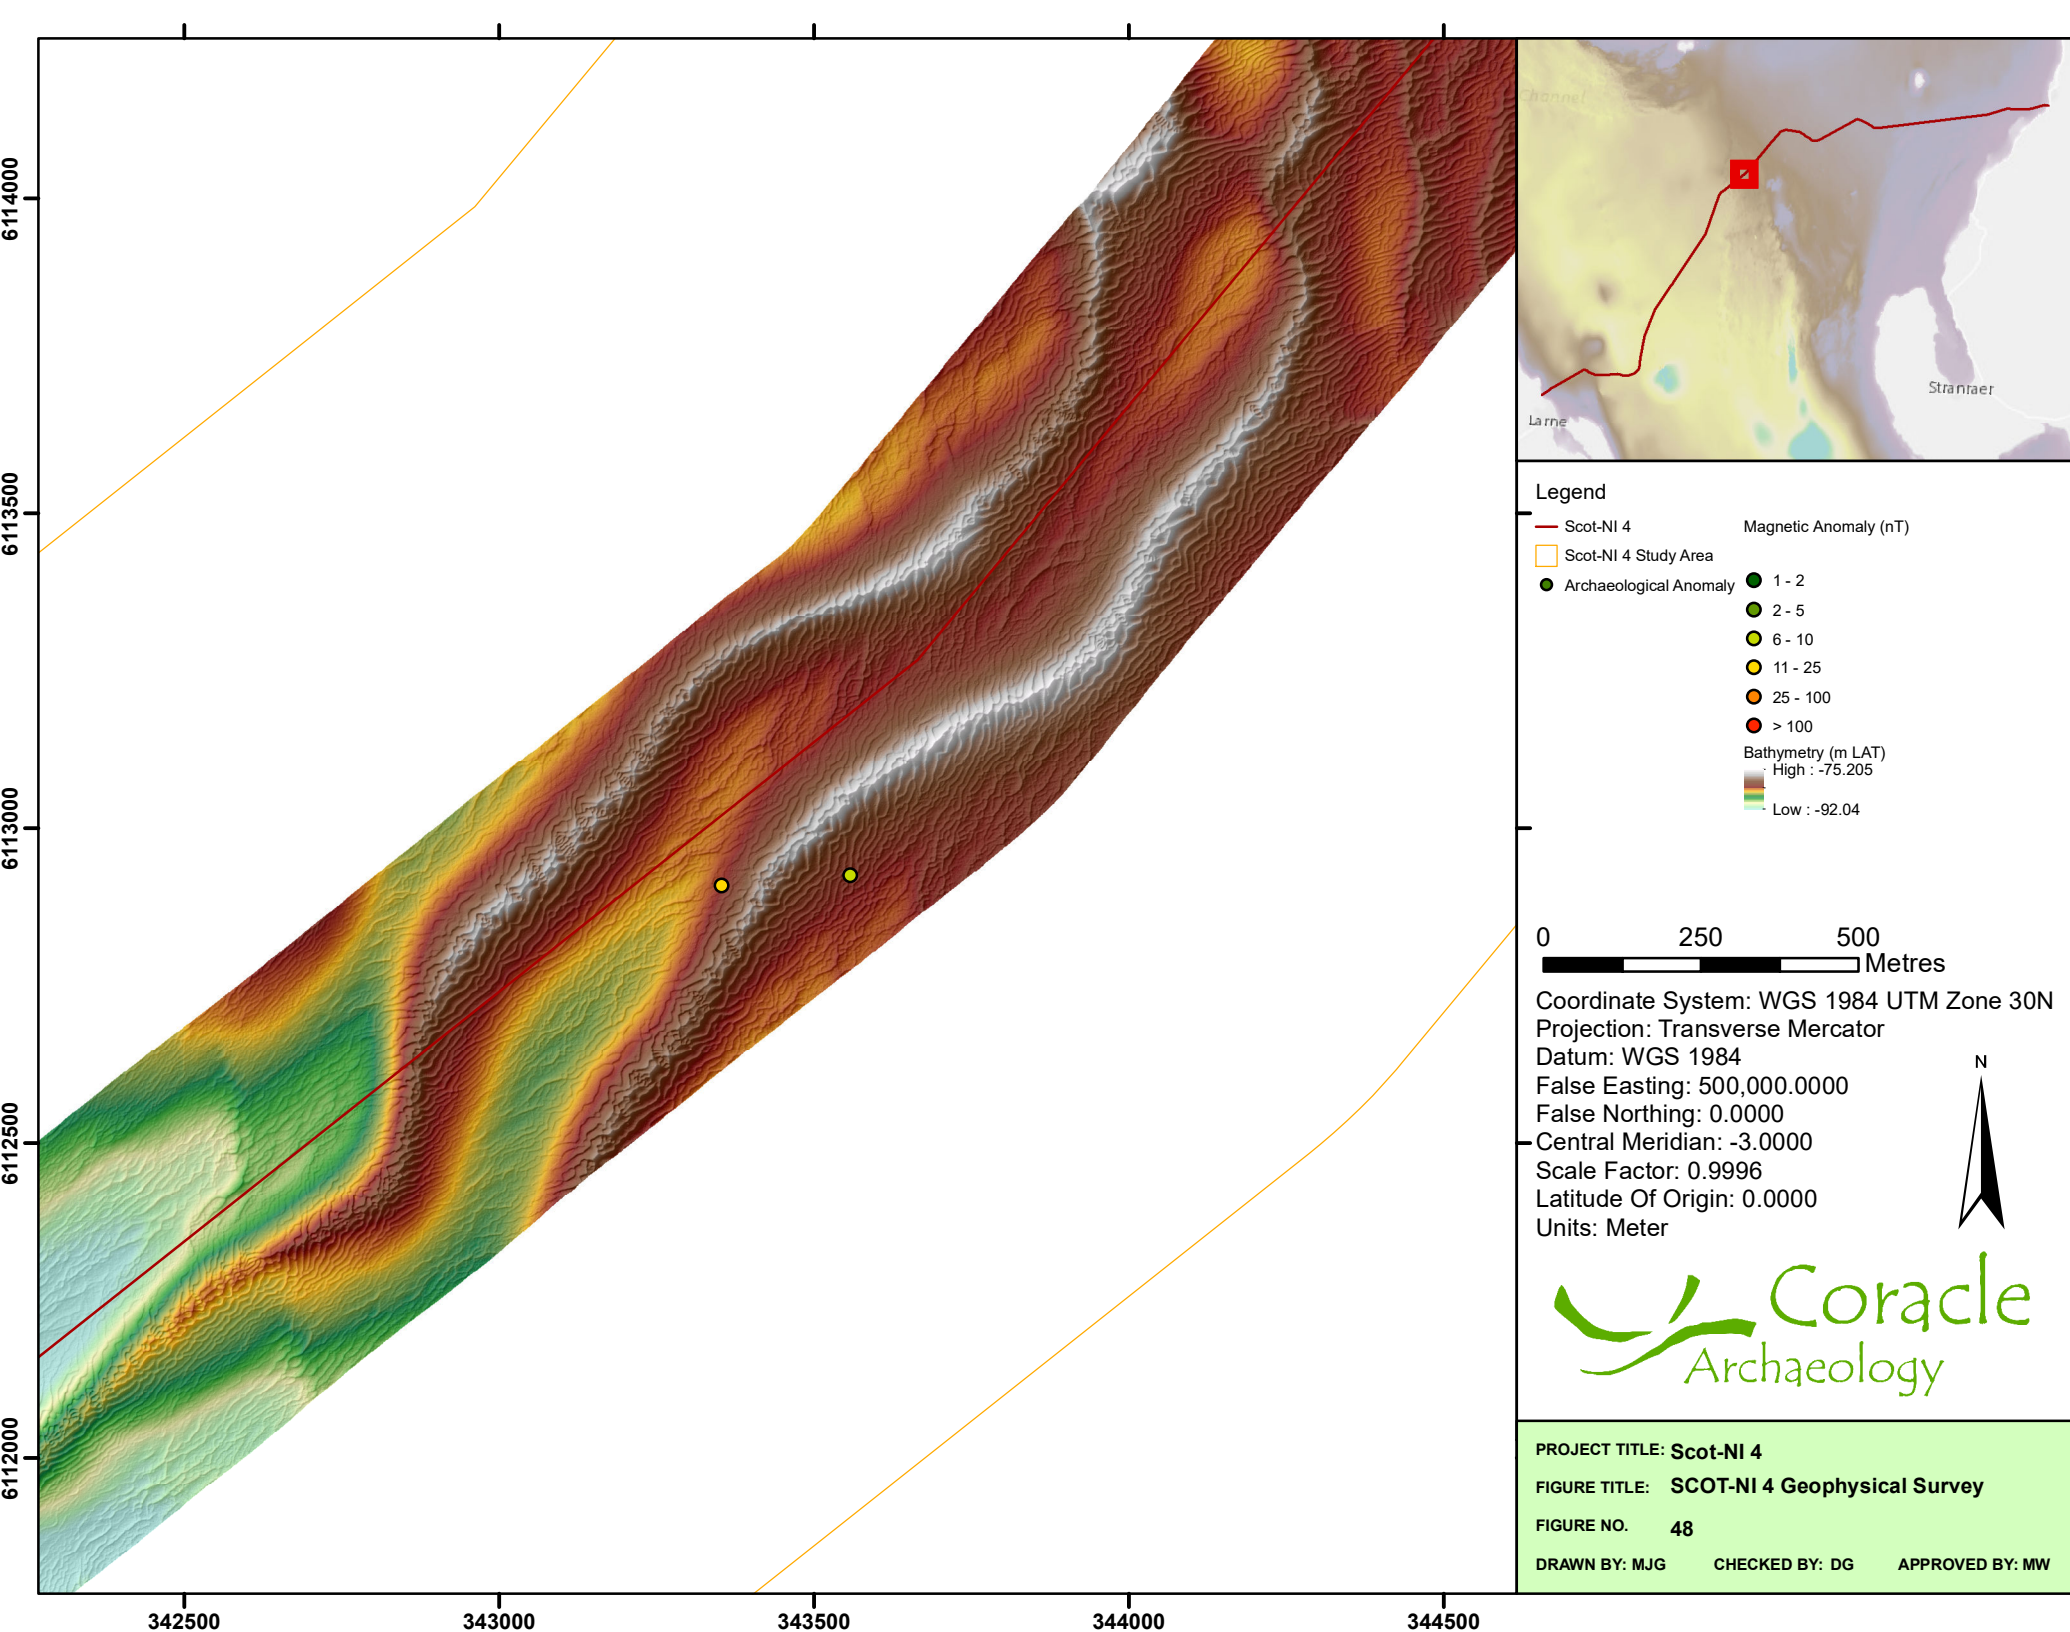 6114000
6113500
6113000
6112500
6112000
342500
343000
343500
344000
344500
Channel
Stranraer
Larne
Legend
Scot-NI 4
Scot-NI 4 Study Area
Archaeological Anomaly
Magnetic Anomaly (nT)
1 - 2
2 - 5
6 - 10
11 - 25
25 - 100
> 100
Bathymetry (m LAT)
High : -75.205
Low : -92.04
0 250 500
Metres
Coordinate System: WGS 1984 UTM Zone 30N
Projection: Transverse Mercator
Datum: WGS 1984
False Easting: 500,000.0000
False Northing: 0.0000
Central Meridian: -3.0000
Scale Factor: 0.9996
Latitude Of Origin: 0.0000
Units: Meter
N
Coracle
Archaeology
PROJECT TITLE: Scot-NI 4
FIGURE TITLE: SCOT-NI 4 Geophysical Survey
FIGURE NO. 48
DRAWN BY: MJG CHECKED BY: DG APPROVED BY: MW